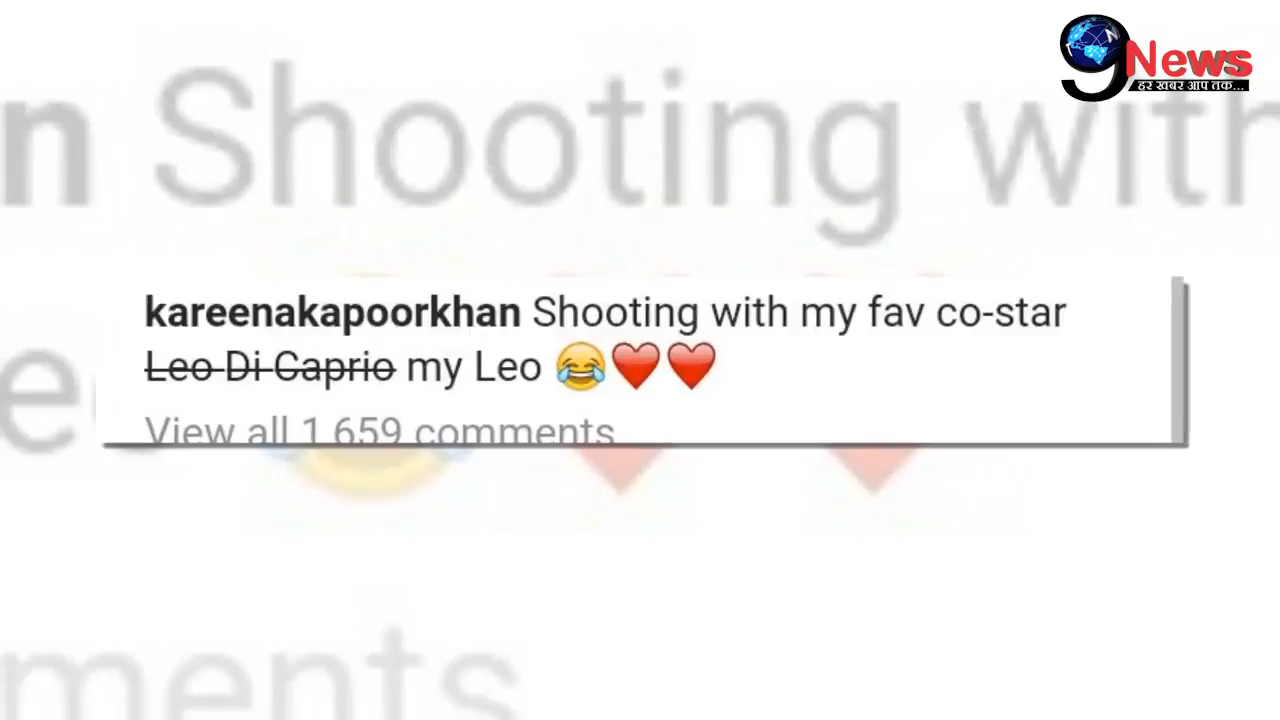 9News
हर खबर आप तक...
n Shooting with
kareenakapoorkhan Shooting with my fav co-star
~~Leo Di Caprio~~ my Leo 😂❤️❤️
View all 1,659 comments
ments